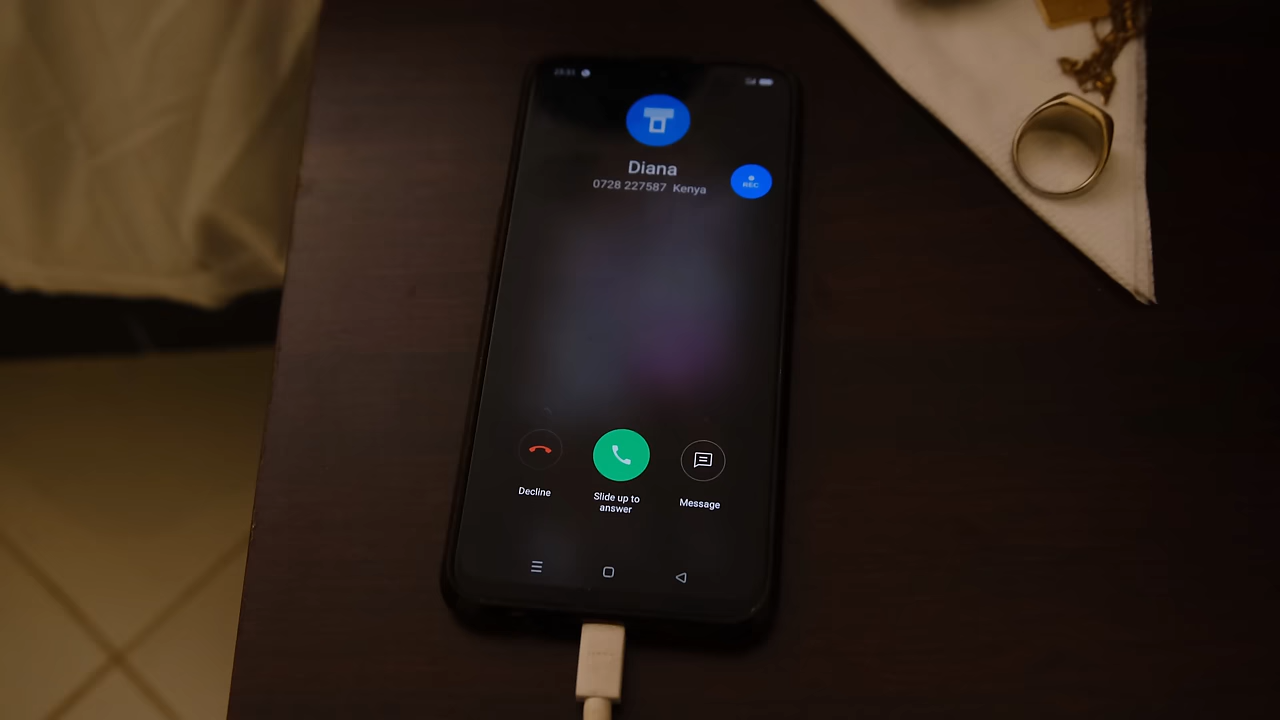 Diana
0728 227587 Kenya
REC
Decline
Slide up to
answer
Message